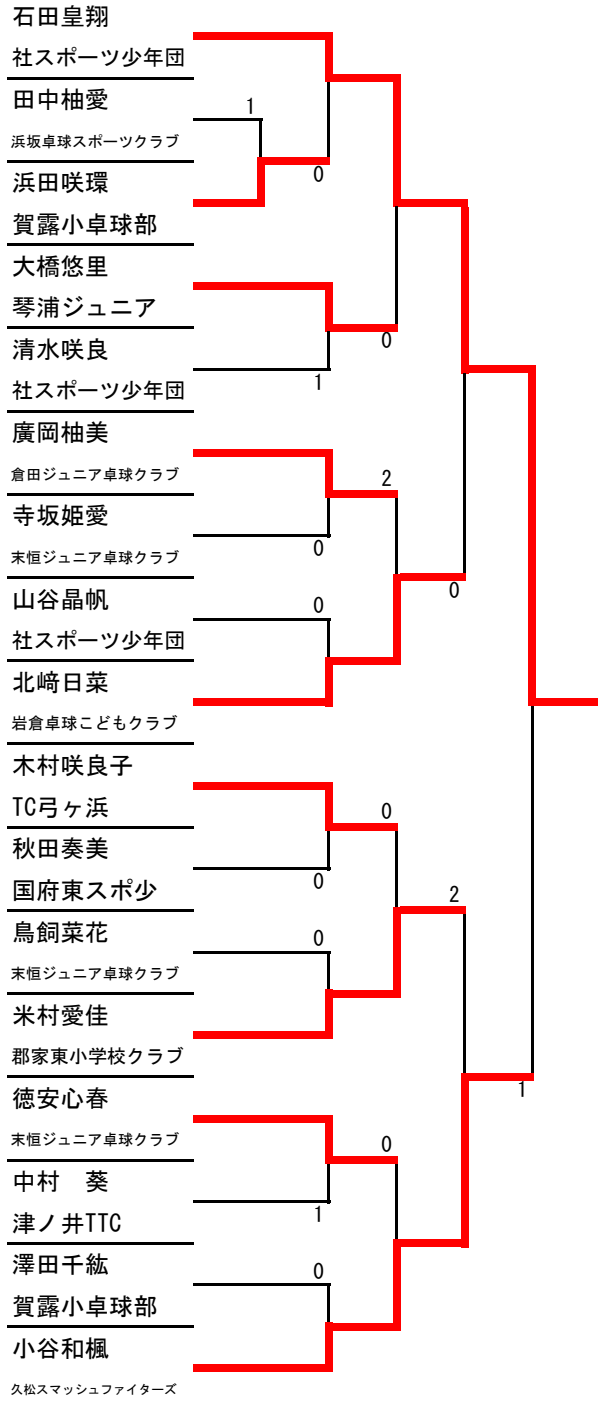 石田皇翔
社スポーツ少年団
田中柚愛
1
浜坂卓球スポーツクラブ
0
浜田咲環
賀露小卓球部
大橋悠里
琴浦ジュニア
0
清水咲良
1
社スポーツ少年団
廣岡柚美
倉田ジュニア卓球クラブ
2
寺坂姫愛
0
末恒ジュニア卓球クラブ
0
山谷晶帆
0
社スポーツ少年団
北﨑日菜
岩倉卓球こどもクラブ
木村咲良子
TC弓ヶ浜
0
秋田奏美
0
国府東スポ少
2
鳥飼菜花
0
末恒ジュニア卓球クラブ
米村愛佳
郡家東小学校クラブ
1
徳安心春
末恒ジュニア卓球クラブ
0
中村　葵
1
津ノ井TTC
澤田千紘
0
賀露小卓球部
小谷和楓
久松スマッシュファイターズ